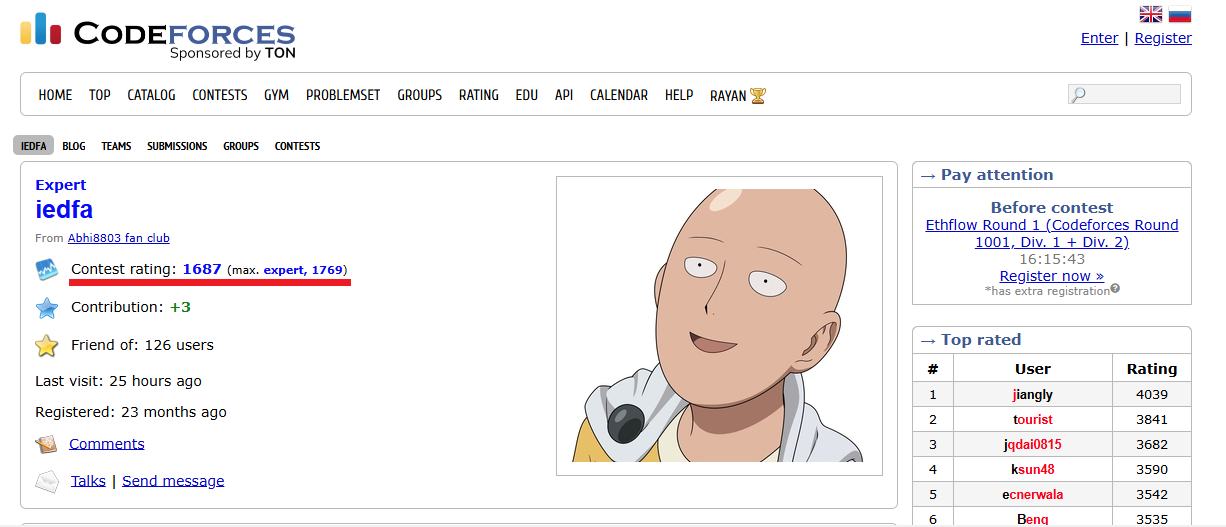 CODEFORCES
Sponsored by TON
Enter | Register
HOME TOP CATALOG CONTESTS GYM PROBLEMSET GROUPS RATING EDU API CALENDAR HELP RAYAN
IEDFA BLOG TEAMS SUBMISSIONS GROUPS CONTESTS
Expert
iedfa
From Abhi8803 fan club
Contest rating: 1687 (max. expert, 1769)
Contribution: +3
Friend of: 126 users
Last visit: 25 hours ago
Registered: 23 months ago
Comments
Talks | Send message
→ Pay attention
Before contest
Ethflow Round 1 (Codeforces Round
1001, Div. 1 + Div. 2)
16:15:43
Register now »
*has extra registration?
→ Top rated
# User Rating
1 jiangly 4039
2 tourist 3841
3 jqdai0815 3682
4 ksun48 3590
5 ecnerwala 3542
6 Benq 3535